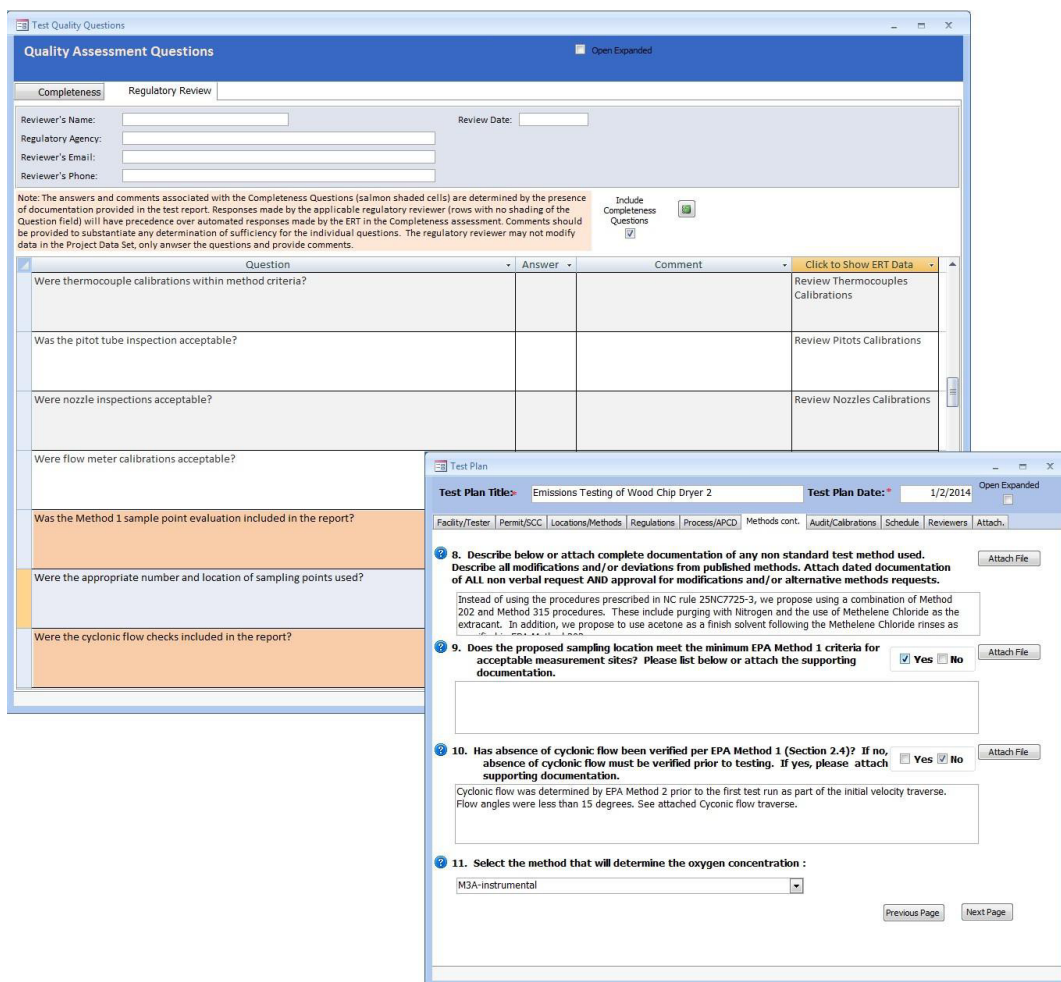 Test Quality Questions
Quality Assessment Questions
Open Expanded
Completeness
Regulatory Review
Reviewer's Name:
Review Date:
Regulatory Agency:
Reviewer's Email:
Reviewer's Phone:
Note: The answers and comments associated with the Completeness Questions (salmon shaded cells) are determined by the presence
of documentation provided in the test report. Responses made by the applicable regulatory reviewer (rows with no shading of the
Question field) will have precedence over automated responses made by the ERT in the Completeness assessment. Comments should
be provided to substantiate any determination of sufficiency for the individual questions. The regulatory reviewer may not modify
data in the Project Data Set, only anwser the questions and provide comments.
Include
Completeness
Questions
Question
Answer
Comment
Click to Show ERT Data
Were thermocouple calibrations within method criteria?
Review Thermocouples
Calibrations
Was the pitot tube inspection acceptable?
Review Pitots Calibrations
Were nozzle inspections acceptable?
Review Nozzles Calibrations
Were flow meter calibrations acceptable?
Was the Method 1 sample point evaluation included in the report?
Were the appropriate number and location of sampling points used?
Were the cyclonic flow checks included in the report?
Test Plan
Test Plan Title:*
Emissions Testing of Wood Chip Dryer 2
Test Plan Date:*
1/2/2014
Open Expanded
Facility/Tester
Permit/SCC
Locations/Methods
Regulations
Process/APCD
Methods cont.
Audit/Calibrations
Schedule
Reviewers
Attach.
8. Describe below or attach complete documentation of any non standard test method used.
Describe all modifications and/or deviations from published methods. Attach dated documentation
of ALL non verbal request AND approval for modifications and/or alternative methods requests.
Attach File
Instead of using the procedures prescribed in NC rule 25NC7725-3, we propose using a combination of Method
202 and Method 315 procedures. These include purging with Nitrogen and the use of Methelene Chloride as the
extracant. In addition, we propose to use acetone as a finish solvent following the Methelene Chloride rinses as
9. Does the proposed sampling location meet the minimum EPA Method 1 criteria for
acceptable measurement sites? Please list below or attach the supporting
documentation.
Yes No
Attach File
10. Has absence of cyclonic flow been verified per EPA Method 1 (Section 2.4)? If no,
absence of cyclonic flow must be verified prior to testing. If yes, please attach
supporting documentation.
Yes No
Attach File
Cyclonic flow was determined by EPA Method 2 prior to the first test run as part of the initial velocity traverse.
Flow angles were less than 15 degrees. See attached Cyconic flow traverse.
11. Select the method that will determine the oxygen concentration :
M3A-instrumental
Previous Page
Next Page